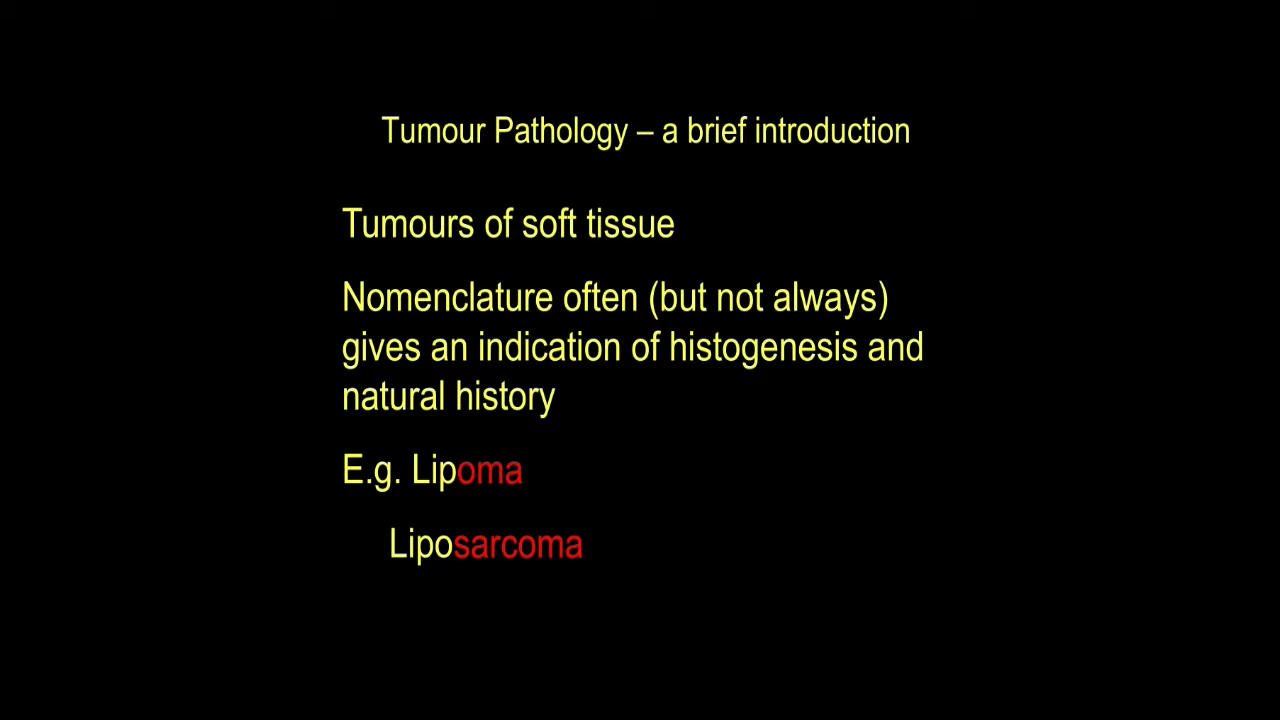 Tumour Pathology – a brief introduction
Tumours of soft tissue
Nomenclature often (but not always)
gives an indication of histogenesis and
natural history
E.g. Lipoma
Liposarcoma